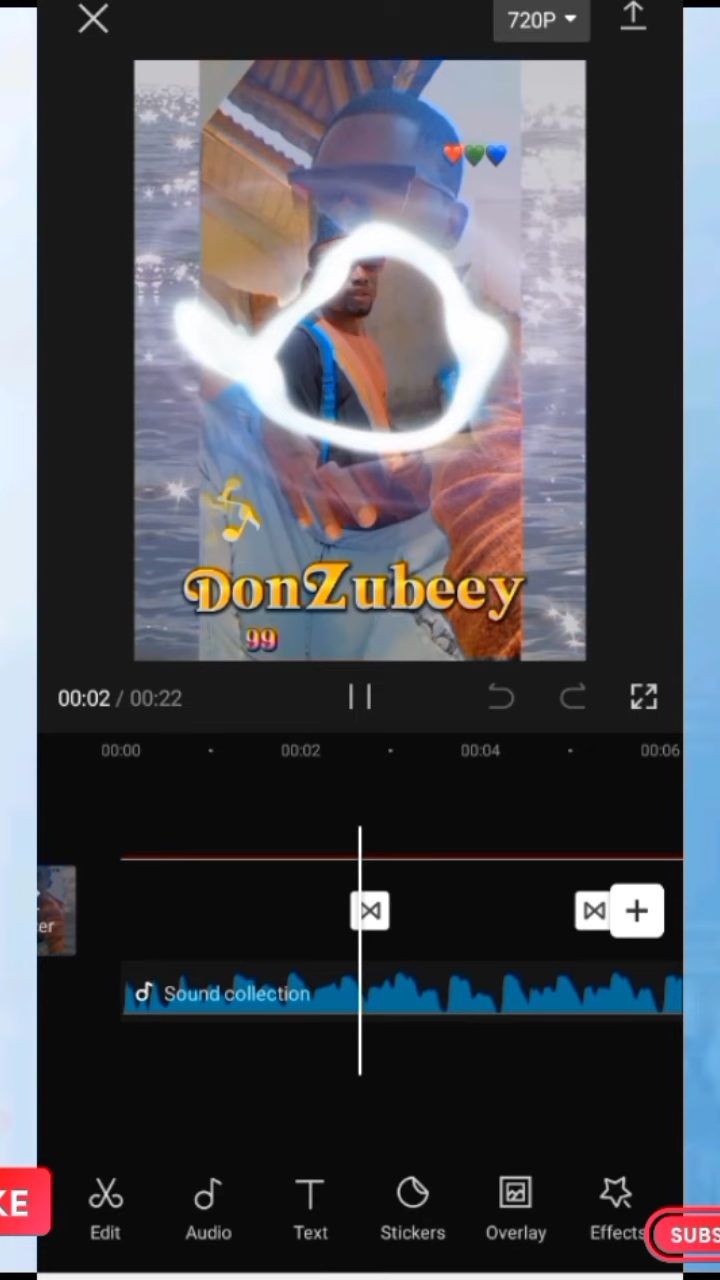 720P
DonZubeey
99
00:02 / 00:22
00:00 00:02 00:04 00:06
er
Sound collection
KE
Edit Audio Text Stickers Overlay Effects
SUBS